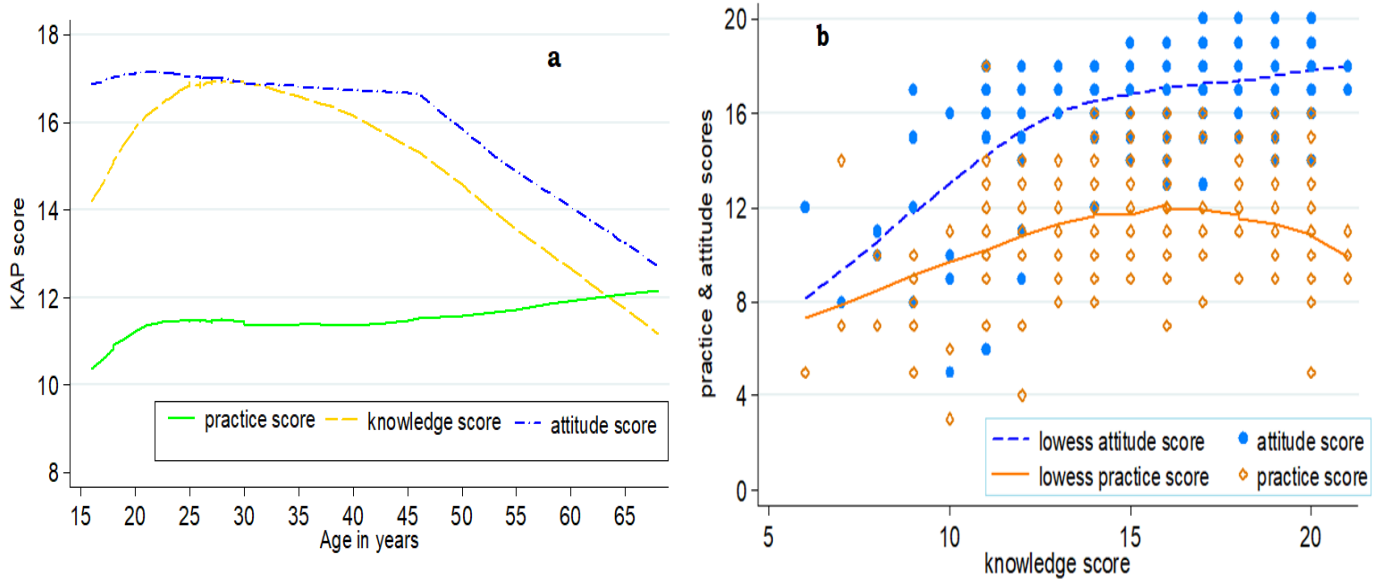 a
KAP score
18
16
14
12
10
8
15 20 25 30 35 40 45 50 55 60 65
Age in years
practice score knowledge score attitude score
b
practice & attitude scores
20
16
12
8
4
0
5 10 15 20
knowledge score
lowess attitude score attitude score
lowess practice score practice score